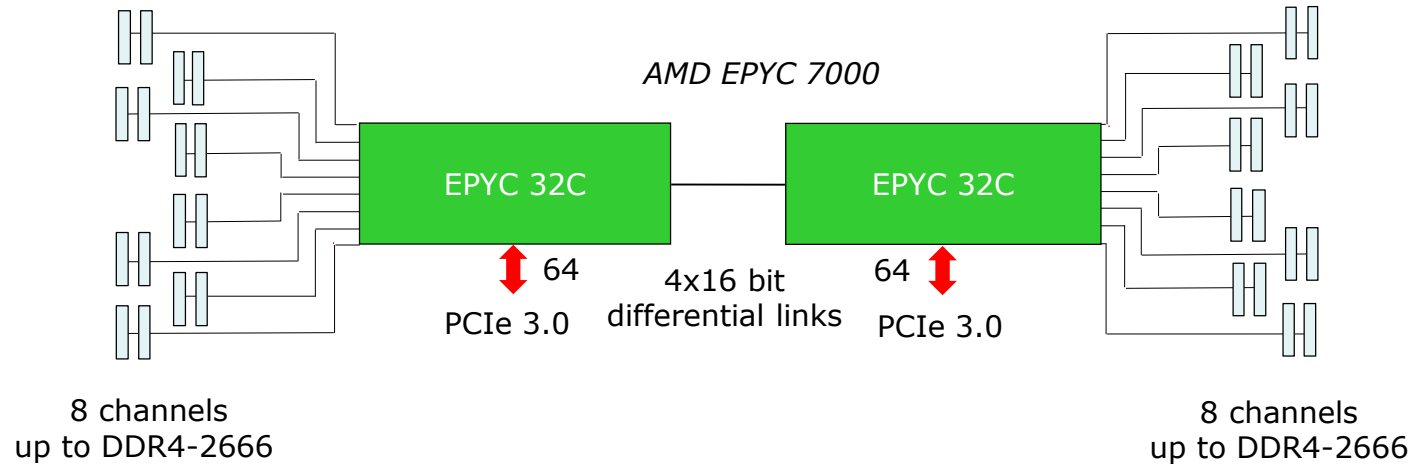 AMD EPYC 7000
EPYC 32C
EPYC 32C
64
PCIe 3.0
4x16 bit
differential links
64
PCIe 3.0
8 channels
up to DDR4-2666
8 channels
up to DDR4-2666